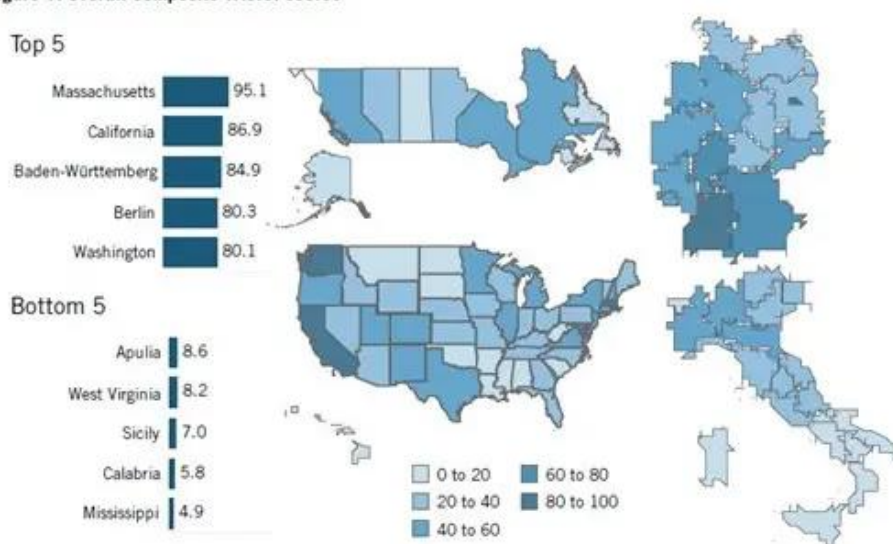 Top 5
Massachusetts 95.1
California 86.9
Baden-Württemberg 84.9
Berlin 80.3
Washington 80.1
Bottom 5
Apulia 8.6
West Virginia 8.2
Sicily 7.0
Calabria 5.8
Mississippi 4.9
0 to 20
20 to 40
40 to 60
60 to 80
80 to 100